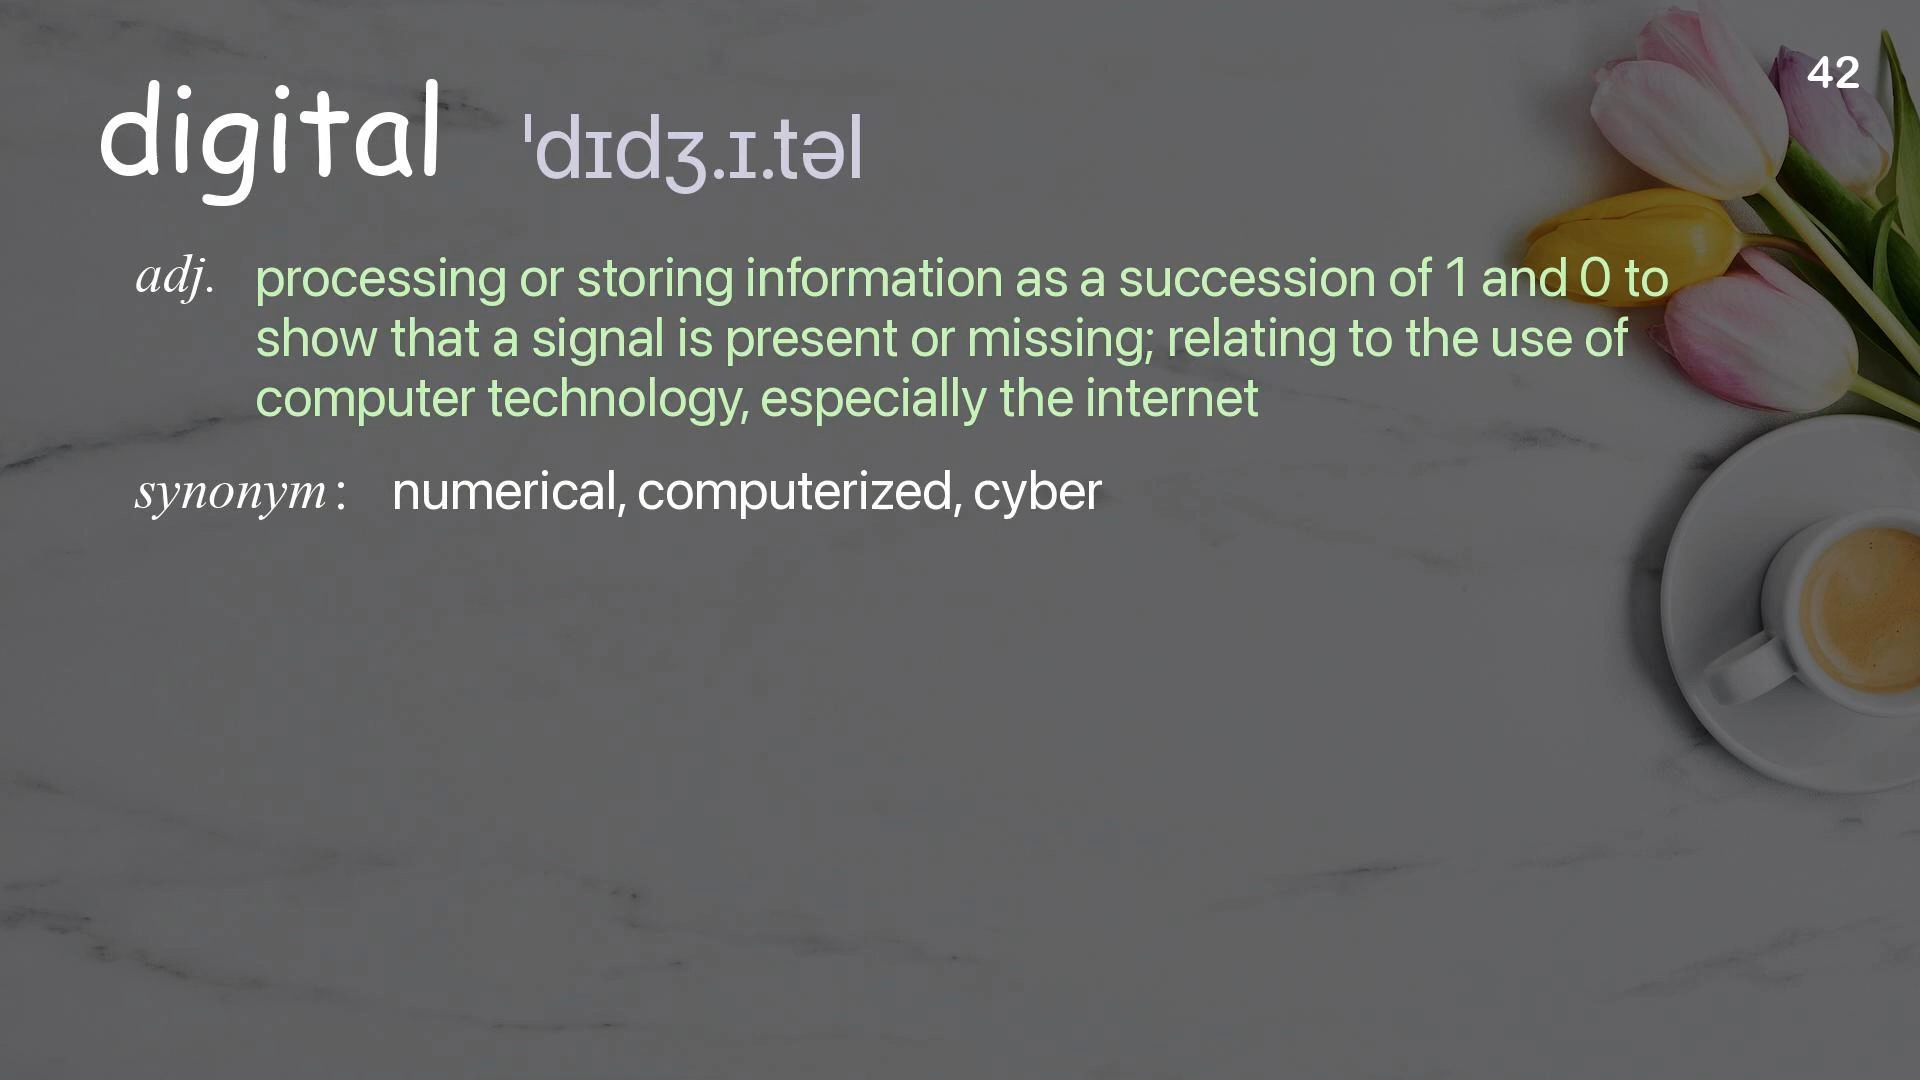 42
digital ˈdɪdʒ.ɪ.təl
adj. processing or storing information as a succession of 1 and 0 to
show that a signal is present or missing; relating to the use of
computer technology, especially the internet
synonym : numerical, computerized, cyber